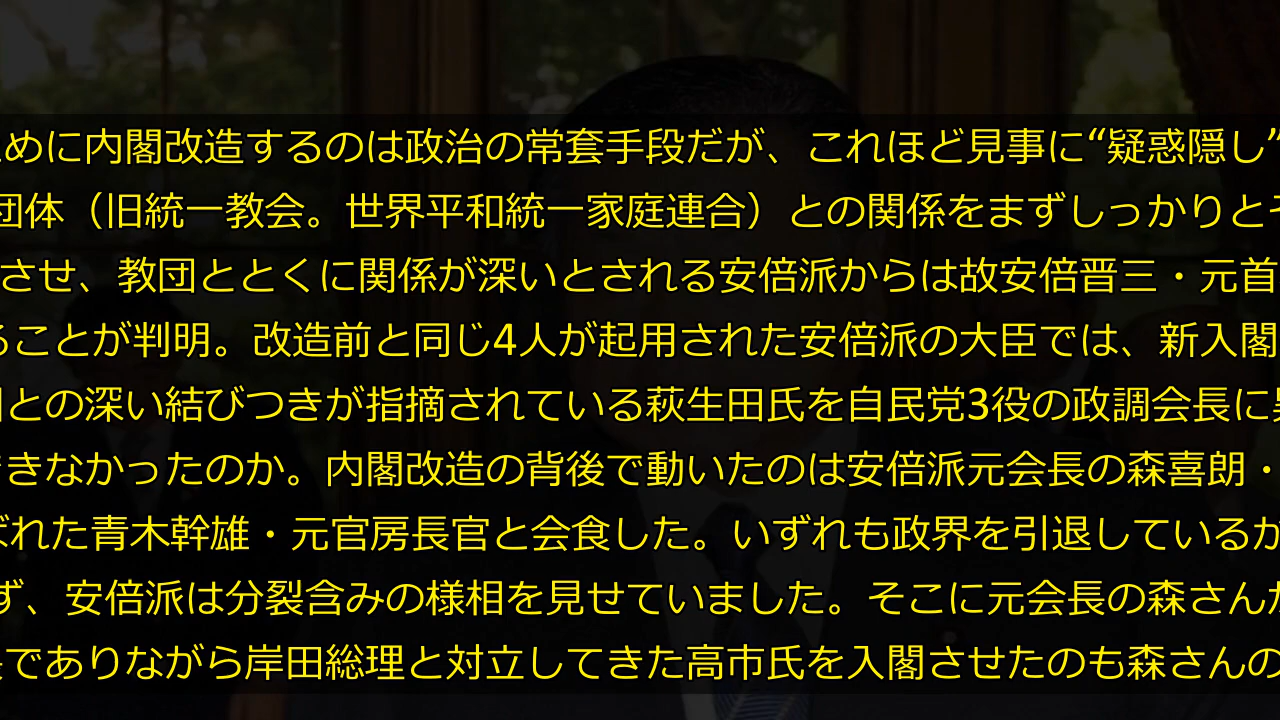 めに内閣改造するのは政治の常套手段だが、これほど見事に“疑惑隠し”
団体（旧統一教会。世界平和統一家庭連合）との関係をまずしっかりと
させ、教団ととくに関係が深いとされる安倍派からは故安倍晋三・元首
ることが判明。改造前と同じ4人が起用された安倍派の大臣では、新入閣
との深い結びつきが指摘されている萩生田氏を自民党3役の政調会長に
きなかったのか。内閣改造の背後で動いたのは安倍派元会長の森喜朗・
ばれた青木幹雄・元官房長官と会食した。いずれも政界を引退しているが
ず、安倍派は分裂含みの様相を見せていました。そこに元会長の森さんが
でありながら岸田総理と対立してきた高市氏を入閣させたのも森さんの